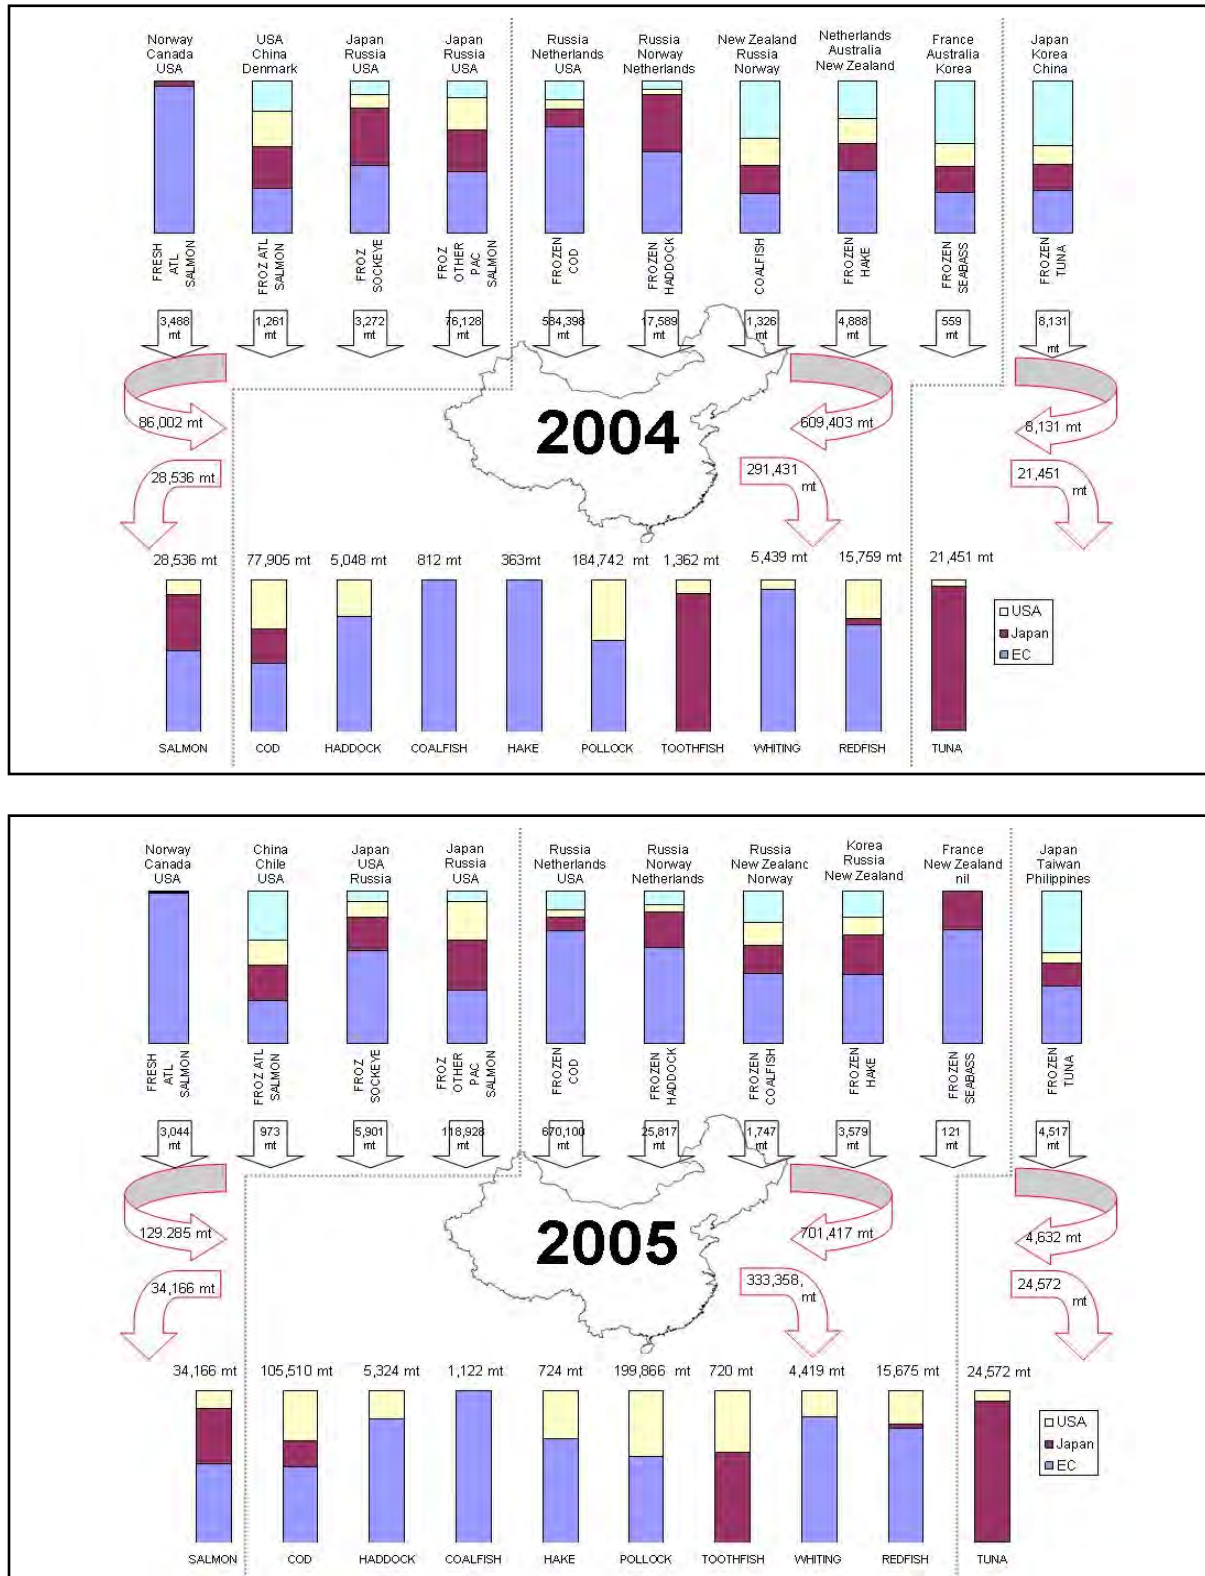 Norway
Canada
USA
USA
China
Denmark
Japan
Russia
USA
Japan
Russia
USA
Russia
Netherlands
USA
Russia
Norway
Netherlands
New Zealand
Russia
Norway
Netherlands
Australia
New Zealand
France
Australia
Korea
Japan
Korea
China
FRESH
ATL
SALMON
FROZ ATL
SALMON
FROZ
SOCKEYE
FROZ
OTHER
PAC
SALMON
FROZEN
COD
FROZEN
HADDOCK
COALFISH
FROZEN
HAKE
FROZEN
SEABASS
FROZEN
TUNA
3,488
mt
1,261
mt
3,272
mt
76,128
mt
584,398
mt
17,589
mt
1,326
mt
4,888
mt
559
mt
8,131
mt
86,002 mt
2004
609,403 mt
8,131 mt
28,536 mt
291,431
mt
21,451
mt
28,536 mt
77,905 mt
5,048 mt
812 mt
363mt
184,742 mt
1,362 mt
5,439 mt
15,759 mt
21,451 mt
USA
Japan
EC
SALMON
COD
HADDOCK
COALFISH
HAKE
POLLOCK
TOOTHFISH
WHITING
REDFISH
TUNA
Norway
Canada
USA
China
Chile
USA
Japan
USA
Russia
Japan
Russia
USA
Russia
Netherlands
USA
Russia
Norway
Netherlands
Russia
New Zealand
Norway
Korea
Russia
New Zealand
France
New Zealand
nil
Japan
Taiwan
Philippines
FRESH
ATL
SALMON
FROZ ATL
SALMON
FROZ
SOCKEYE
FROZ
OTHER
PAC
SALMON
FROZEN
COD
FROZEN
HADDOCK
FROZEN
COALFISH
FROZEN
HAKE
FROZEN
SEABASS
FROZEN
TUNA
3,044
mt
973
mt
5,901
mt
118,928
mt
670,100
mt
25,817
mt
1,747
mt
3,579
mt
121
mt
4,517
mt
129.285 mt
2005
701,417 mt
4,632 mt
34,166 mt
333,358,
mt
24,572
mt
34,166 mt
105,510 mt
5,324 mt
1,122 mt
724 mt
199,866 mt
720 mt
4,419 mt
15,675 mt
24,572 mt
USA
Japan
EC
SALMON
COD
HADDOCK
COALFISH
HAKE
POLLOCK
TOOTHFISH
WHITING
REDFISH
TUNA